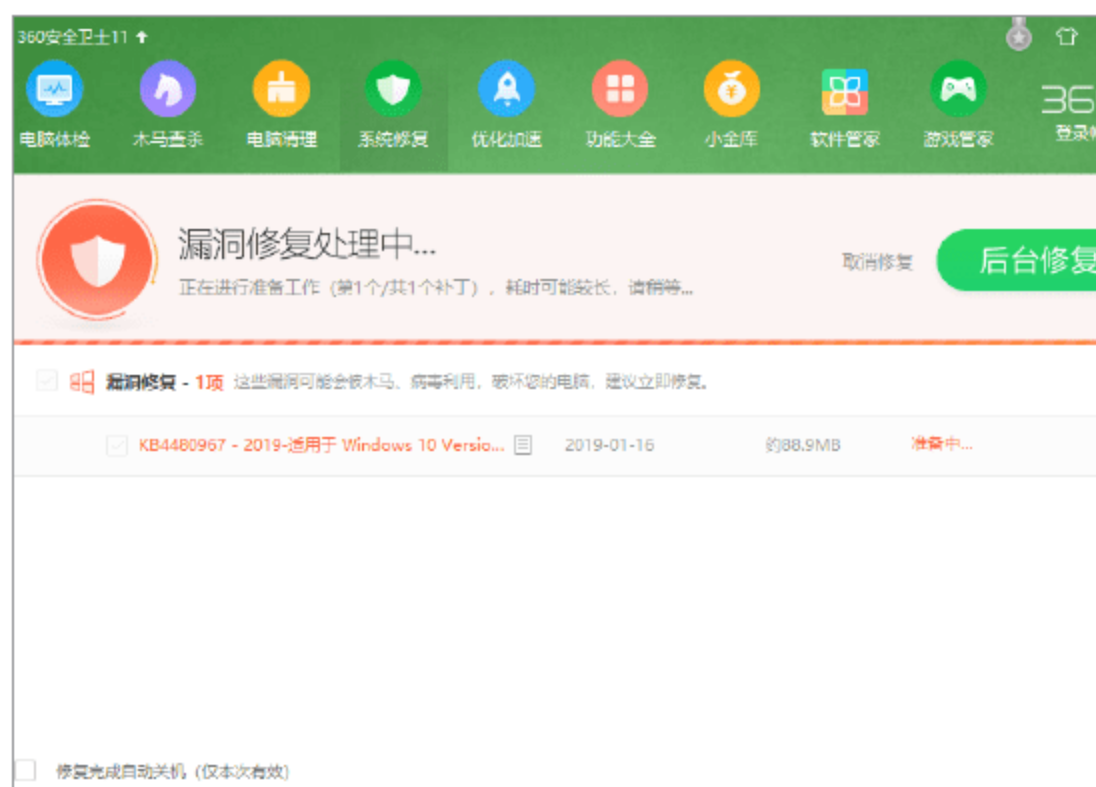 360安全卫士11
电脑体检 木马查杀 电脑清理 系统修复 优化加速 功能大全 小金库 软件管家 游戏管家
36
登录
漏洞修复处理中...
正在进行准备工作（第1个/共1个补丁），耗时可能较长，请稍等...
取消修复
后台修复
漏洞修复 - 1项 这些漏洞可能会被木马、病毒利用，破坏您的电脑，建议立即修复。
KB4480967 - 2019-适用于 Windows 10 Versio... 2019-01-16 约88.9MB 准备中...
修复完成自动关机（仅本次有效）